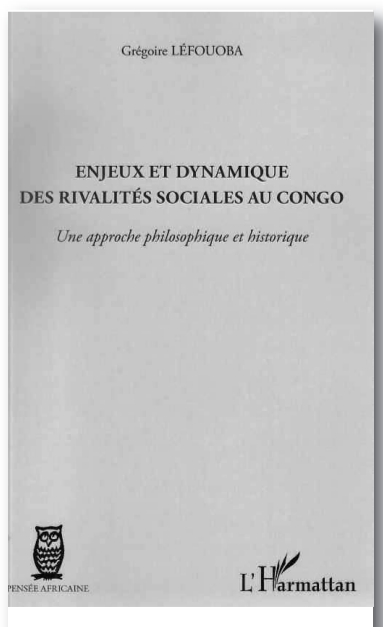 Grégoire LÉFOUOBA
ENJEUX ET DYNAMIQUE
DES RIVALITÉS SOCIALES AU CONGO
Une approche philosophique et historique
PENSÉE AFRICAINE
L'Harmattan